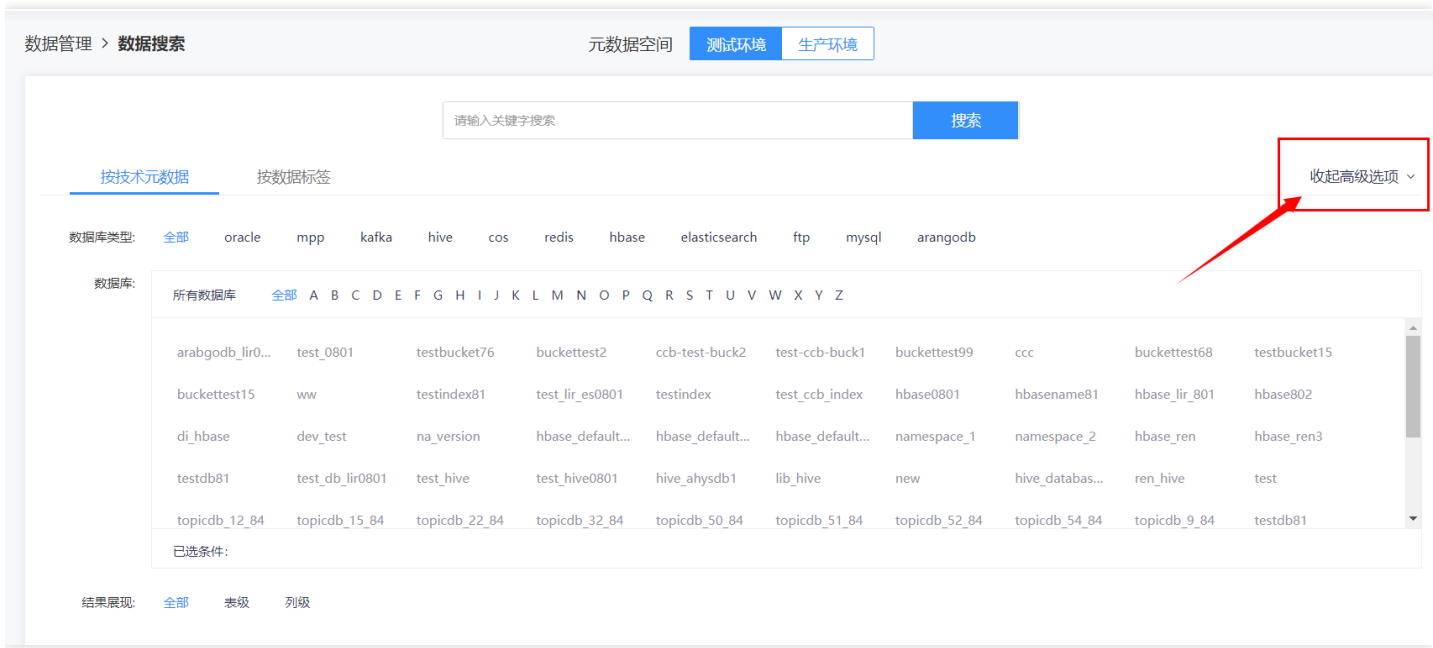 数据管理 > 数据搜索 元数据空间 测试环境 生产环境
请输入关键字搜索 搜索
按技术元数据 按数据标签 收起高级选项
数据库类型: 全部 oracle mpp kafka hive cos redis hbase elasticsearch ftp mysql arangodb
数据库:
所有数据库 全部 A B C D E F G H I J K L M N O P Q R S T U V W X Y Z
arabgodb_lir0... test_0801 testbucket76 buckettest2 ccb-test-buck2 test-ccb-buck1 buckettest99 ccc buckettest68 testbucket15
buckettest15 ww testindex81 test_lir_es0801 testindex test_ccb_index hbase0801 hbasename81 hbase_lir_801 hbase802
di_hbase dev_test na_version hbase_default... hbase_default... hbase_default... namespace_1 namespace_2 hbase_ren hbase_ren3
testdb81 test_db_lir0801 test_hive test_hive0801 hive_ahysdb1 lib_hive new hive_databas... ren_hive test
topicdb_12_84 topicdb_15_84 topicdb_22_84 topicdb_32_84 topicdb_50_84 topicdb_51_84 topicdb_52_84 topicdb_54_84 topicdb_9_84 testdb81
已选条件:
结果展现: 全部 表级 列级